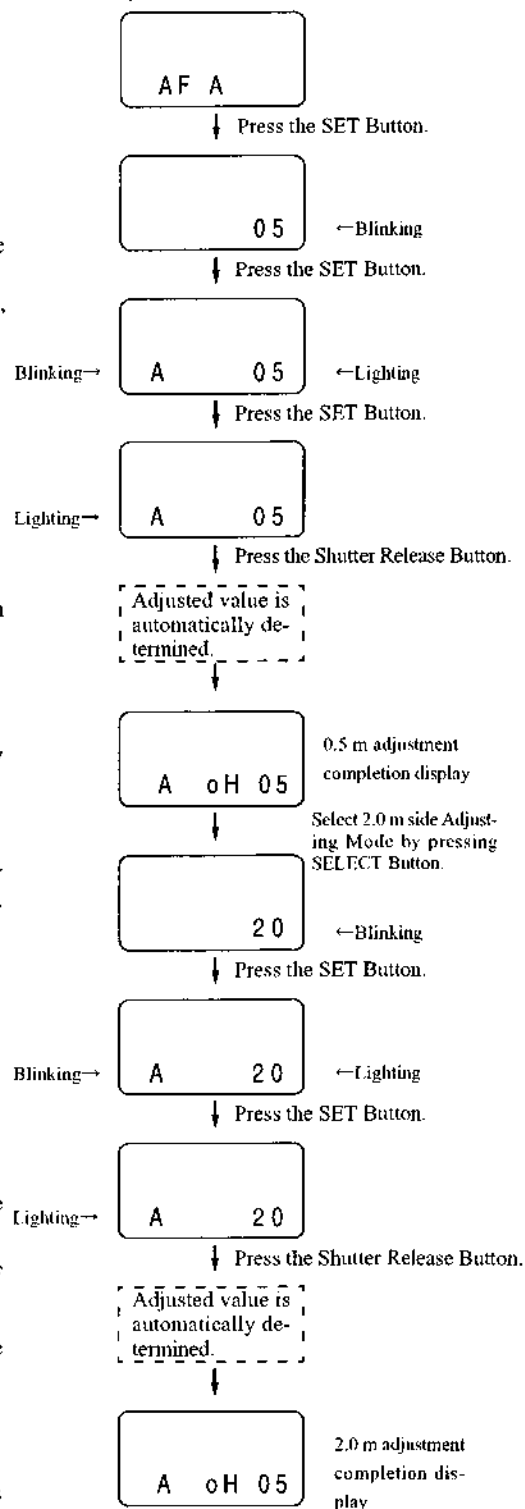 AF A
Press the SET Button.
05 ←Blinking
Press the SET Button.
Blinking→ A 05 ←Lighting
Press the SET Button.
Lighting→ A 05
Press the Shutter Release Button.
Adjusted value is
automatically de-
termined.
A oH 05
0.5 m adjustment
completion display
Select 2.0 m side Adjust-
ing Mode by pressing
SELECT Button.
20 ←Blinking
Press the SET Button.
Blinking→ A 20 ←Lighting
Press the SET Button.
Lighting→ A 20
Press the Shutter Release Button.
Adjusted value is
automatically de-
termined.
A oH 05
2.0 m adjustment
completion dis-
play